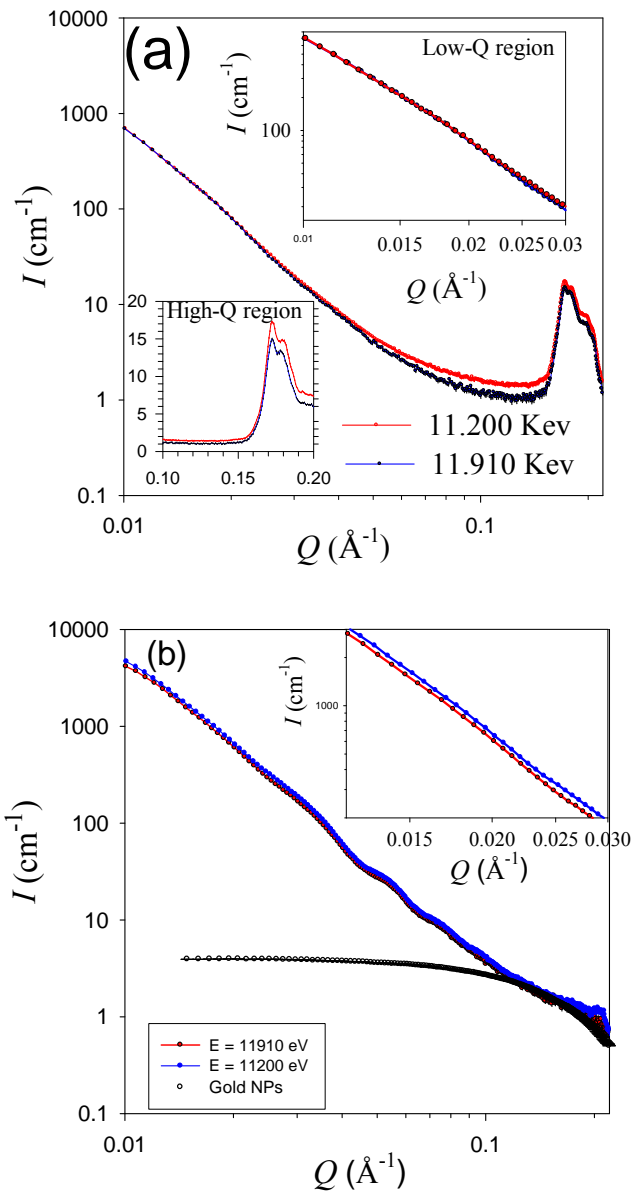 (a)
10000
1000
100
10
1
0.1
I (cm-1)
0.01
0.1
Q (Å-1)
Low-Q region
I (cm-1)
100
0.01
0.015
0.02
0.025
0.03
Q (Å-1)
High-Q region
20
15
10
5
0
0.10
0.15
0.20
11.200 Kev
11.910 Kev
(b)
10000
1000
100
10
1
0.1
I (cm-1)
0.01
0.1
Q (Å-1)
I (cm-1)
1000
0.015
0.020
0.025
0.030
Q (Å-1)
E = 11910 eV
E = 11200 eV
Gold NPs